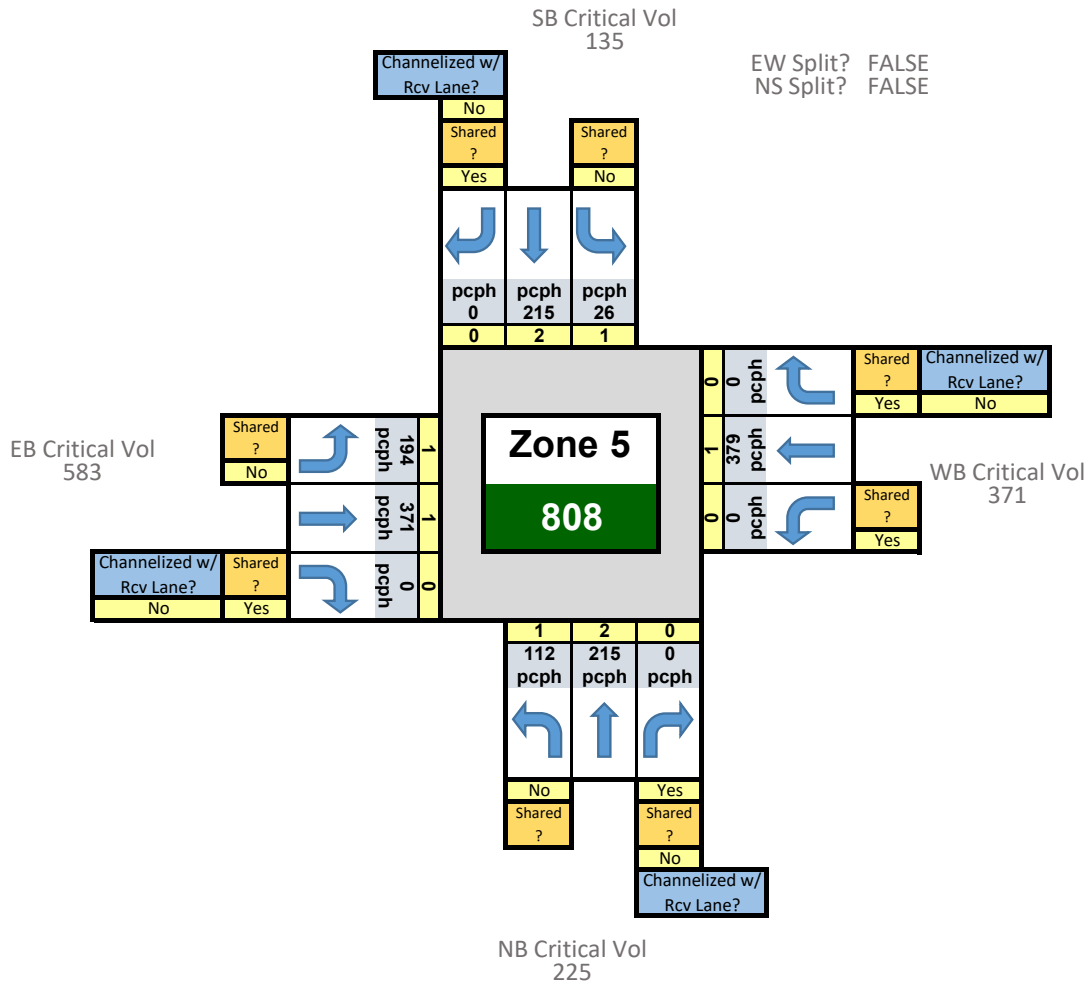 SB Critical Vol
135
EW Split? FALSE
NS Split? FALSE
Channelized w/
Rcv Lane?
No
Shared
?
Yes
Shared
?
No
pcph
0
0
pcph
215
2
pcph
26
1
EB Critical Vol
583
Shared
?
No
194
pcph
1
371
pcph
1
Channelized w/
Rcv Lane?
No
Shared
?
Yes
0
pcph
0
Zone 5
808
0
0
pcph
Shared
?
Yes
Channelized w/
Rcv Lane?
No
1
379
pcph
0
0
pcph
Shared
?
Yes
WB Critical Vol
371
1
112
pcph
2
215
pcph
0
0
pcph
No
Shared
?
Yes
Shared
?
No
Channelized w/
Rcv Lane?
NB Critical Vol
225